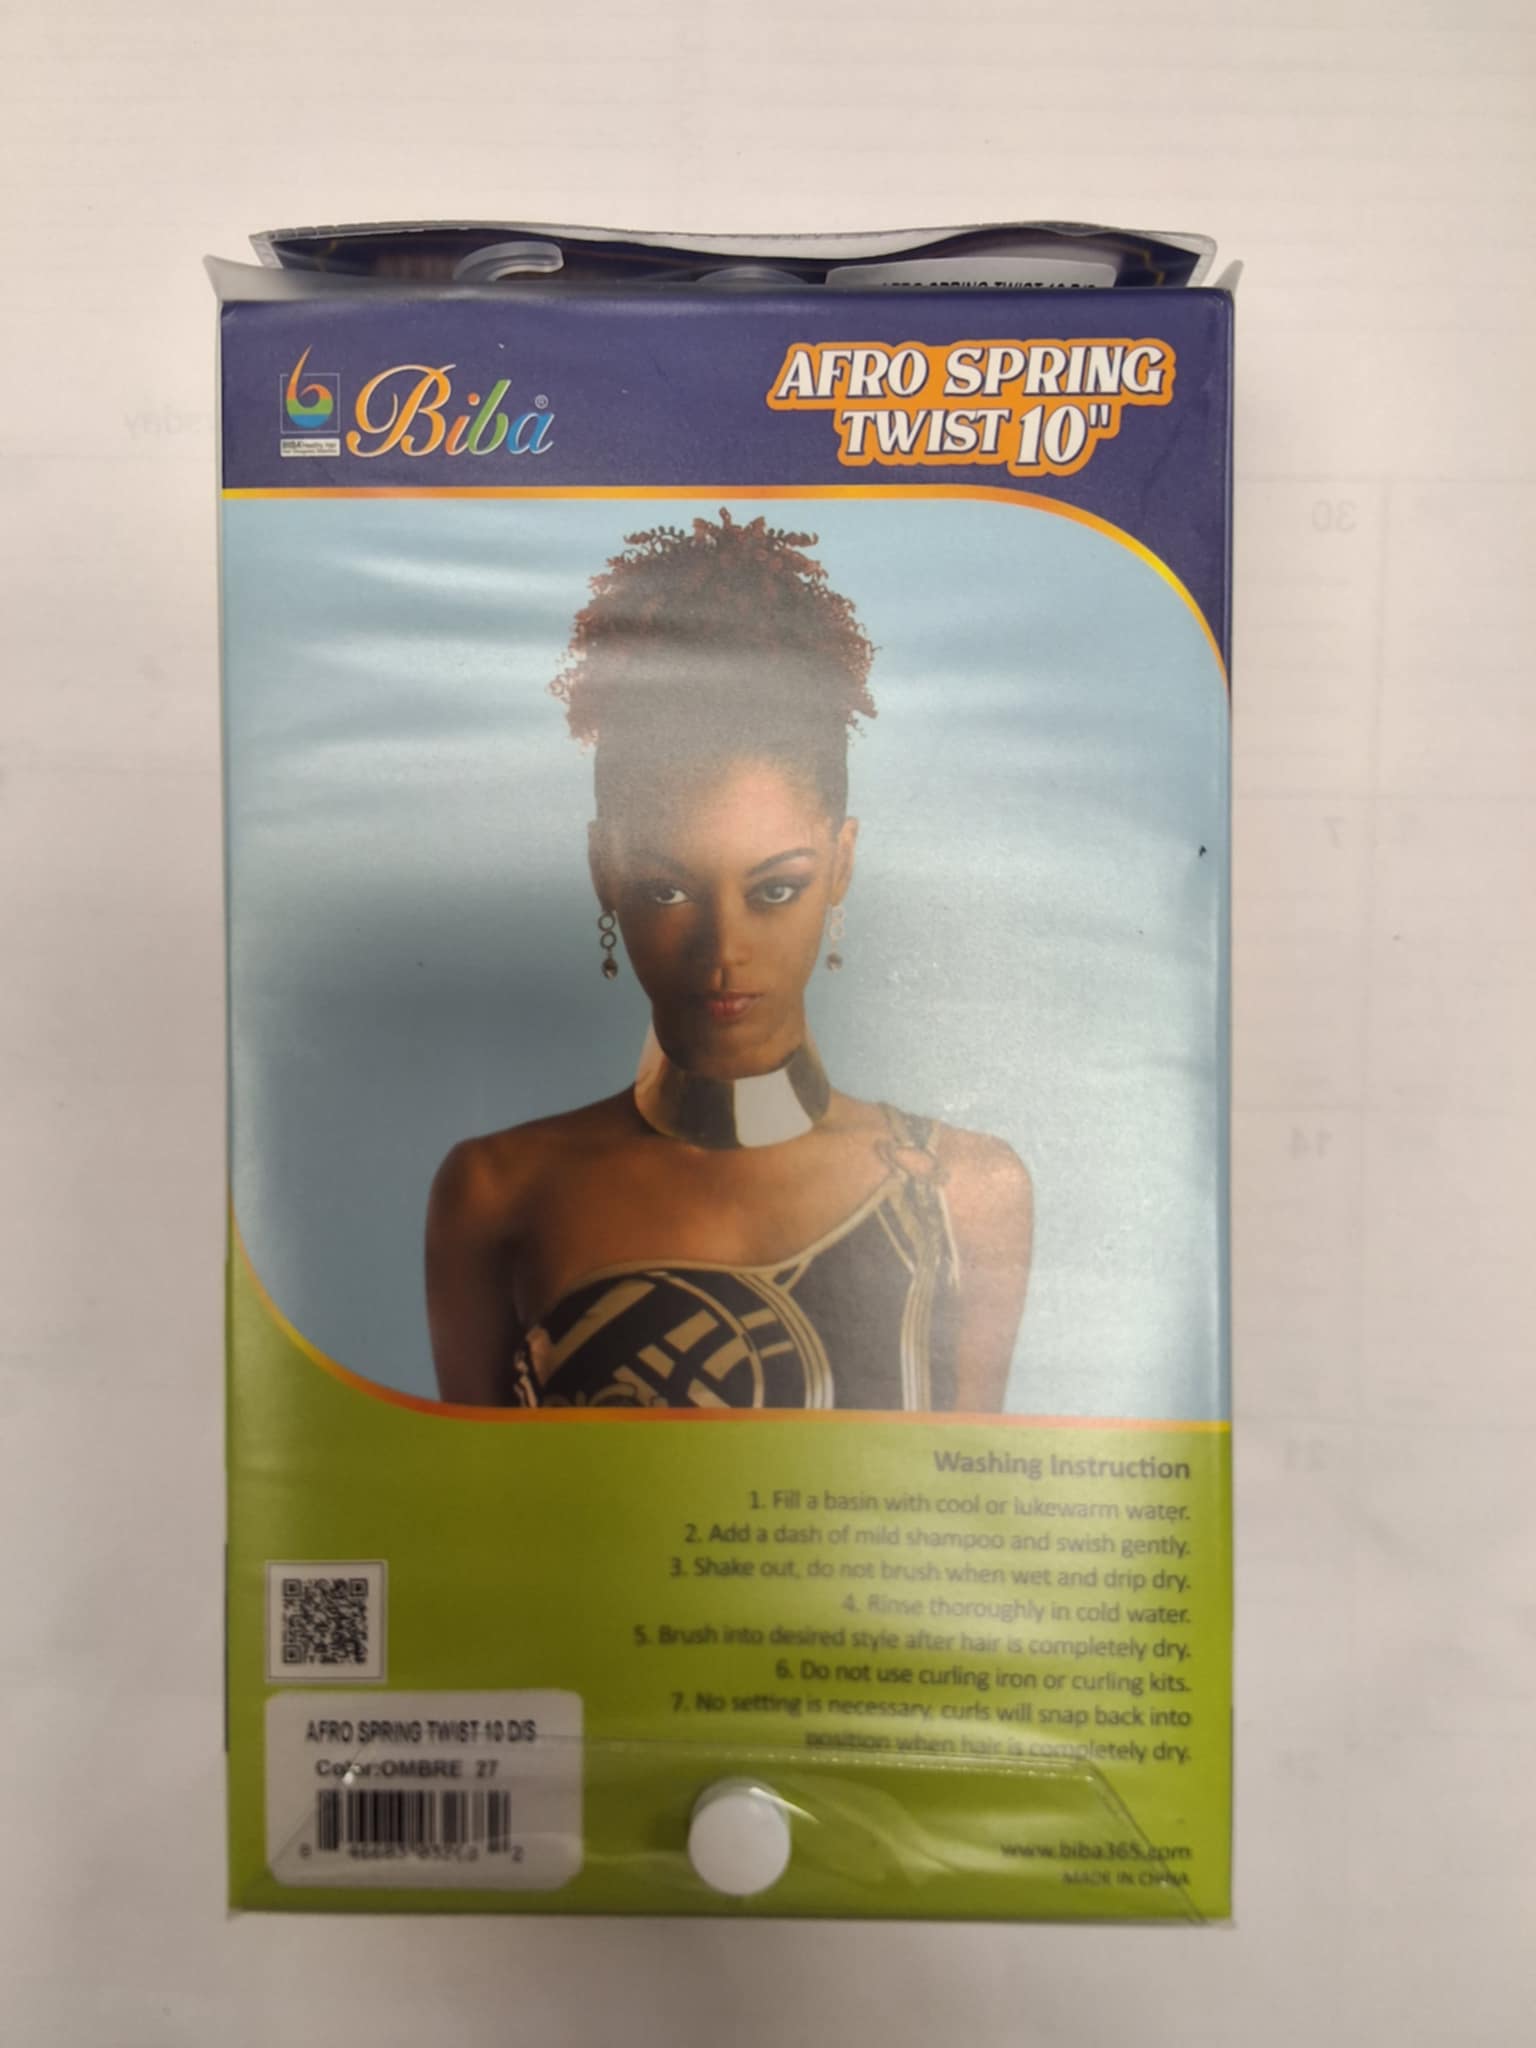 AFRO SPRING TWIST 10 D/S
Biba®
AFRO SPRING
TWIST 10"
Washing Instruction
1. Fill a basin with cool or lukewarm water.
2. Add a dash of mild shampoo and swish gently.
3. Shake out, do not brush when wet and drip dry.
4. Rinse thoroughly in cold water.
5. Brush into desired style after hair is completely dry.
6. Do not use curling iron or curling kits.
7. No setting is necessary, curls will snap back into
position when hair is completely dry.
AFRO SPRING TWIST 10 D/S
Color:OMBRE 27
www.biba365.com
MADE IN CHINA
30
7
14
21